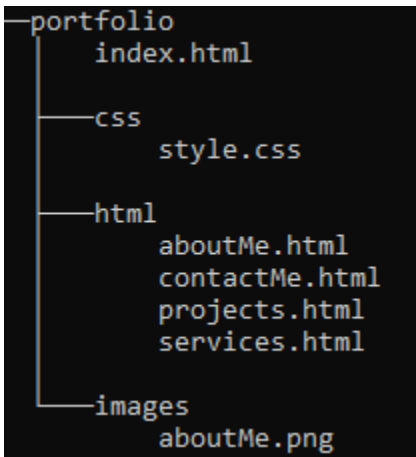 portfolio
index.html
css
style.css
html
aboutMe.html
contactMe.html
projects.html
services.html
images
aboutMe.png